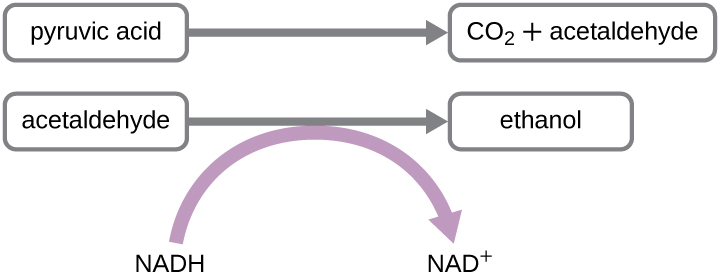 pyruvic acid
CO₂ + acetaldehyde
acetaldehyde
ethanol
NADH
NAD⁺